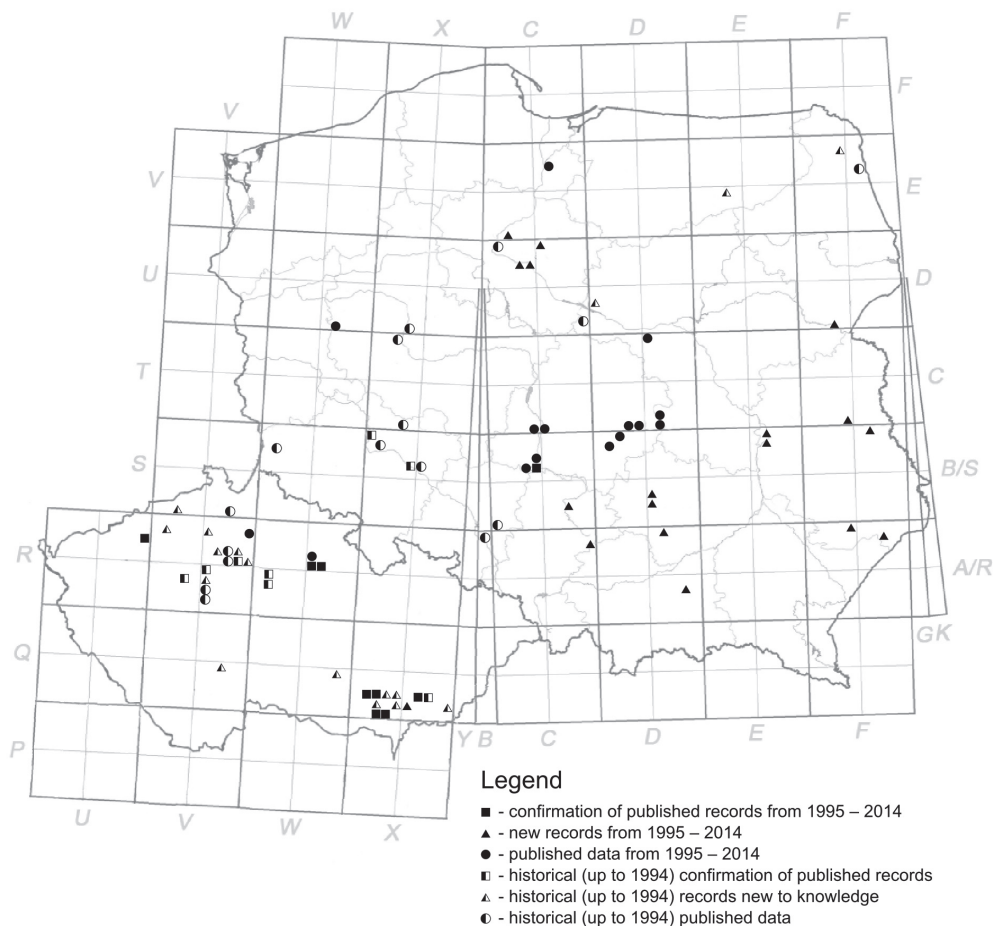 W X C D E F
F
V
V E
U D
T C
S B/S
R A/R
GK
Q
Y B C D E F
P
U V W X
Legend
- confirmation of published records from 1995 – 2014
- new records from 1995 – 2014
- published data from 1995 – 2014
- historical (up to 1994) confirmation of published records
- historical (up to 1994) records new to knowledge
- historical (up to 1994) published data